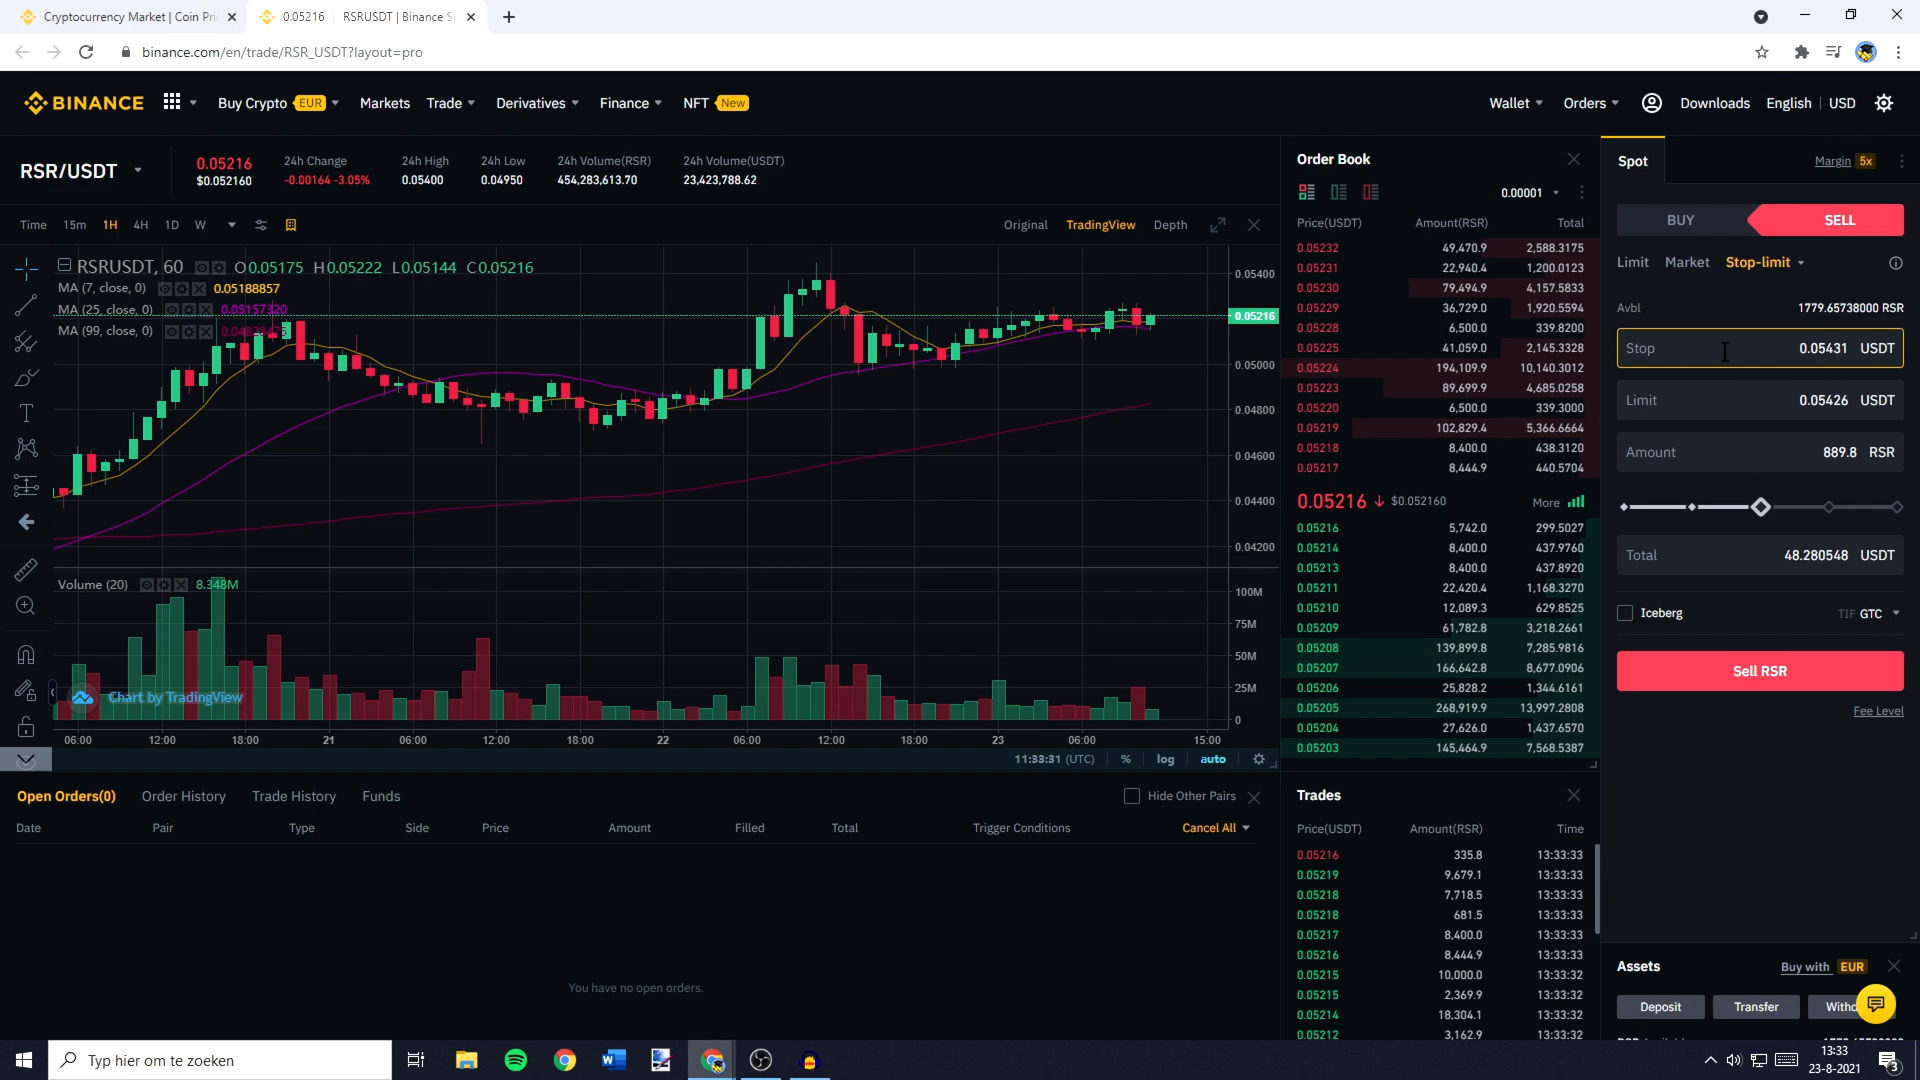 Cryptocurrency Market | Coin Pri
0.05216 RSRUSDT | Binance S
binance.com/en/trade/RSR_USDT?layout=pro
BINANCE Buy Crypto EUR Markets Trade Derivatives Finance NFT New Wallet Orders Downloads English USD
RSR/USDT
0.05216
$0.052160
24h Change
-0.00164 -3.05%
24h High
0.05400
24h Low
0.04950
24h Volume(RSR)
454,283,613.70
24h Volume(USDT)
23,423,788.62
Time 15m 1H 4H 1D W Original TradingView Depth
RSRUSDT, 60 O0.05175 H0.05222 L0.05144 C0.05216
MA (7, close, 0) 0.05188857
MA (25, close, 0) 0.05157320
MA (99, close, 0)
0.05400
0.05216
0.05000
0.04800
0.04600
0.04400
0.04200
Volume (20) 8.348M
100M
75M
50M
25M
0
Chart by TradingView
06:00 12:00 18:00 21 06:00 12:00 18:00 22 06:00 12:00 18:00 23 06:00 15:00
11:33:31 (UTC) % log auto
Order Book
0.00001
Price(USDT) Amount(RSR) Total
0.05232 49,470.9 2,588.3175
0.05231 22,940.4 1,200.0123
0.05230 79,494.9 4,157.5833
0.05229 36,729.0 1,920.5594
0.05228 6,500.0 339.8200
0.05225 41,059.0 2,145.3328
0.05224 194,109.9 10,140.3012
0.05223 89,699.9 4,685.0258
0.05220 6,500.0 339.3000
0.05219 102,829.4 5,366.6664
0.05218 8,400.0 438.3120
0.05217 8,444.9 440.5704
0.05216 $0.052160 More
0.05216 5,742.0 299.5027
0.05214 8,400.0 437.9760
0.05213 8,400.0 437.8920
0.05211 22,420.4 1,168.3270
0.05210 12,089.3 629.8525
0.05209 61,782.8 3,218.2661
0.05208 139,899.8 7,285.9816
0.05207 166,642.8 8,677.0906
0.05206 25,828.2 1,344.6161
0.05205 268,919.9 13,997.2808
0.05204 27,626.0 1,437.6570
0.05203 145,464.9 7,568.5387
Spot Margin 5x
BUY SELL
Limit Market Stop-limit
Avbl 1779.65738000 RSR
Stop 0.05431 USDT
Limit 0.05426 USDT
Amount 889.8 RSR
Total 48.280548 USDT
Iceberg TIF GTC
Sell RSR
Fee Level
Open Orders(0) Order History Trade History Funds Hide Other Pairs
Date Pair Type Side Price Amount Filled Total Trigger Conditions Cancel All
You have no open orders.
Trades
Price(USDT) Amount(RSR) Time
0.05216 335.8 13:33:33
0.05219 9,679.1 13:33:33
0.05218 7,718.5 13:33:33
0.05218 681.5 13:33:33
0.05217 8,400.0 13:33:33
0.05216 8,444.9 13:33:33
0.05215 10,000.0 13:33:32
0.05215 2,369.9 13:33:32
0.05214 18,304.1 13:33:32
0.05212 3,162.9 13:33:32
Assets Buy with EUR
Deposit Transfer Withd
Typ hier om te zoeken
13:33
23-8-2021
3